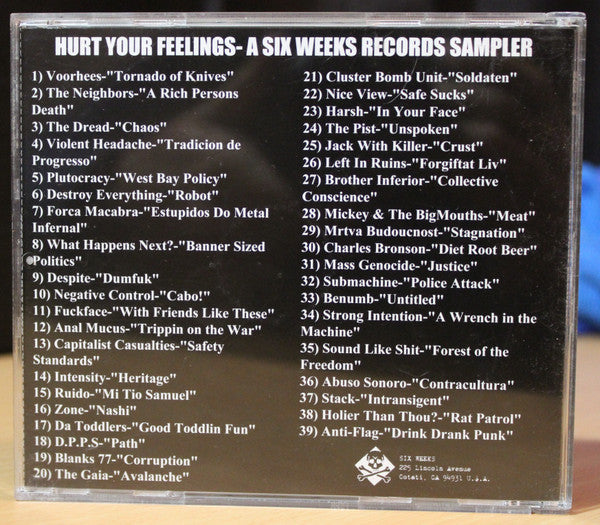 HURT YOUR FEELINGS- A SIX WEEKS RECORDS SAMPLER
1) Voorhees-"Tornado of Knives"
2) The Neighbors-"A Rich Persons
Death"
3) The Dread-"Chaos"
4) Violent Headache-"Tradicion de
Progresso"
5) Plutocracy-"West Bay Policy"
6) Destroy Everything-"Robot"
7) Forca Macabra-"Estupidos Do Metal
Infernal"
8) What Happens Next?-"Banner Sized
Politics"
9) Despite-"Dumfuk"
10) Negative Control-"Cabo!"
11) Fuckface-"With Friends Like These"
12) Anal Mucus-"Trippin on the War"
13) Capitalist Casualties-"Safety
Standards"
14) Intensity-"Heritage"
15) Ruido-"Mi Tio Samuel"
16) Zone-"Nashi"
17) Da Toddlers-"Good Toddlin Fun"
18) D.P.P.S-"Path"
19) Blanks 77-"Corruption"
20) The Gaia-"Avalanche"
21) Cluster Bomb Unit-"Soldaten"
22) Nice View-"Safe Sucks"
23) Harsh-"In Your Face"
24) The Pist-"Unspoken"
25) Jack With Killer-"Crust"
26) Left In Ruins-"Forgiftat Liv"
27) Brother Inferior-"Collective
Conscience"
28) Mickey & The BigMouths-"Meat"
29) Mrtva Budoucnost-"Stagnation"
30) Charles Bronson-"Diet Root Beer"
31) Mass Genocide-"Justice"
32) Submachine-"Police Attack"
33) Benumb-"Untitled"
34) Strong Intention-"A Wrench in the
Machine"
35) Sound Like Shit-"Forest of the
Freedom"
36) Abuso Sonoro-"Contracultura"
37) Stack-"Intransigent"
38) Holier Than Thou?-"Rat Patrol"
39) Anti-Flag-"Drink Drank Punk"
SIX WEEKS
225 Lincoln Avenue
Cotati, CA 94931 U.S.A.